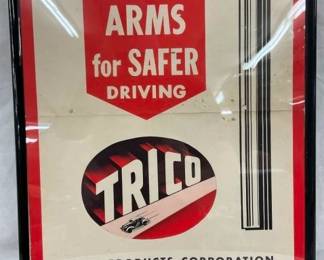 ARMS
for SAFER
DRIVING
TRICO
PRODUCTS CORPORATION